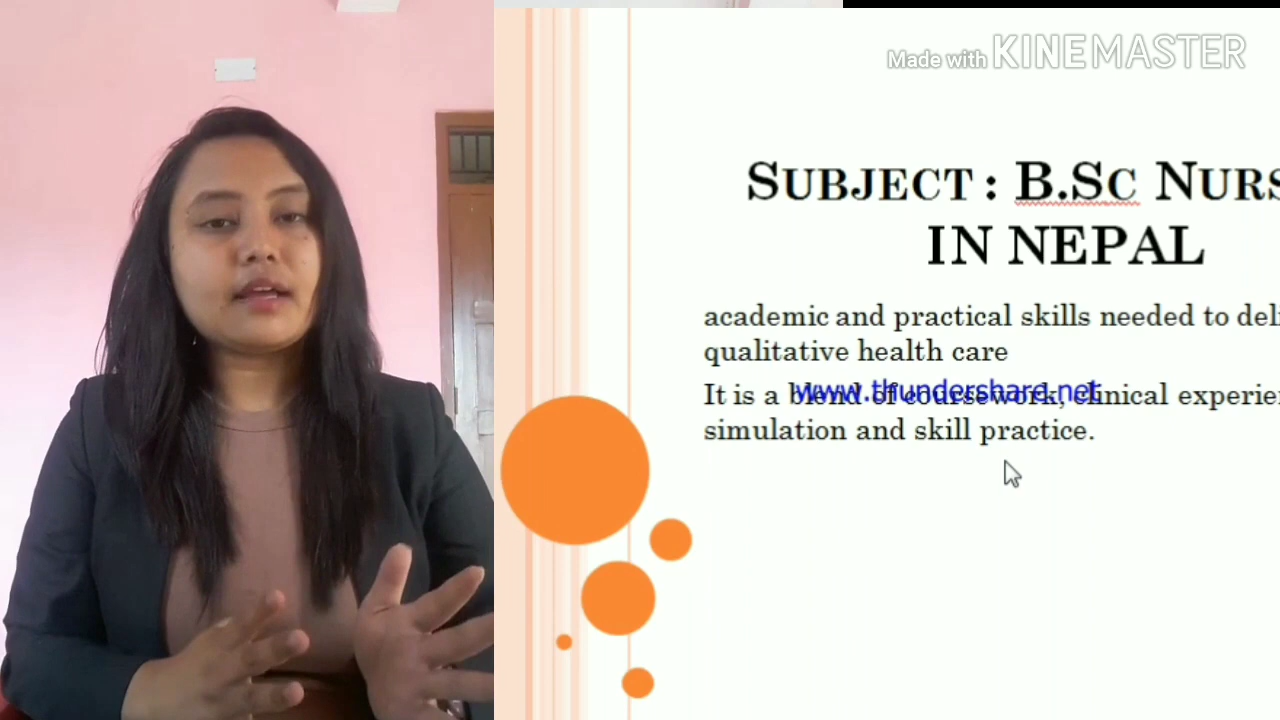 Made with KINEMASTER
SUBJECT : B.SC NURS
IN NEPAL
academic and practical skills needed to deli
qualitative health care
www.thundershare.net
It is a blend of coursework, clinical experie
simulation and skill practice.